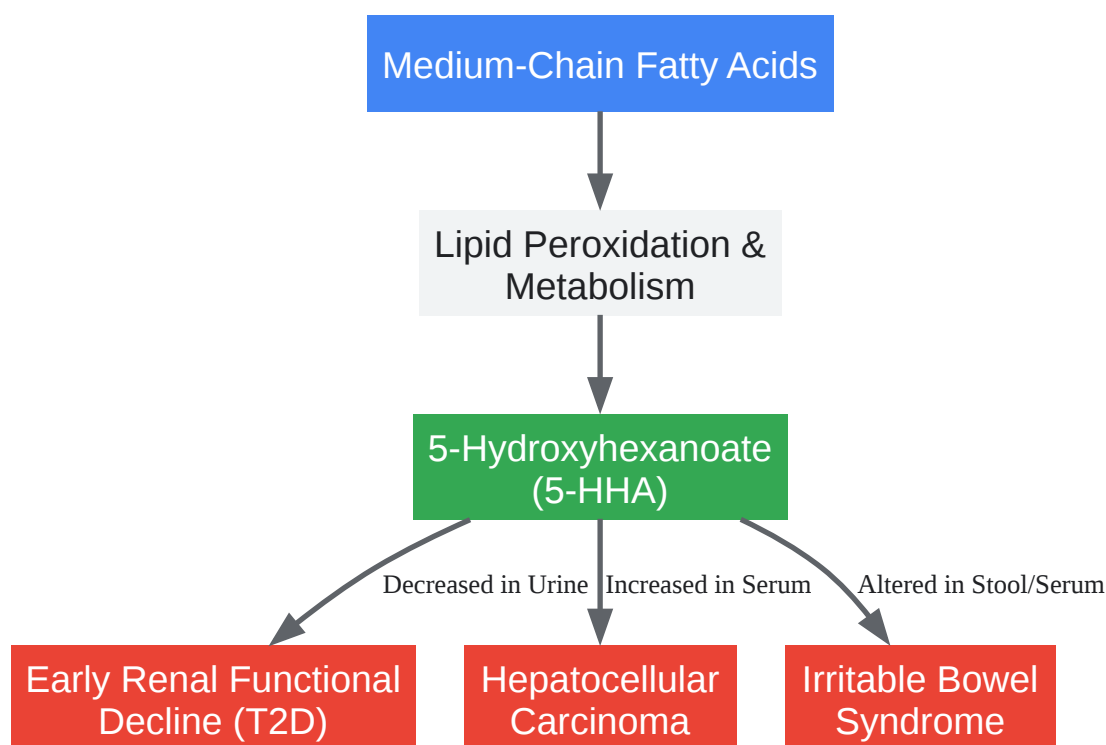 Medium-Chain Fatty Acids
Lipid Peroxidation &
Metabolism
5-Hydroxyhexanoate
(5-HHA)
Decreased in Urine
Increased in Serum
Altered in Stool/Serum
Early Renal Functional
Decline (T2D)
Hepatocellular
Carcinoma
Irritable Bowel
Syndrome